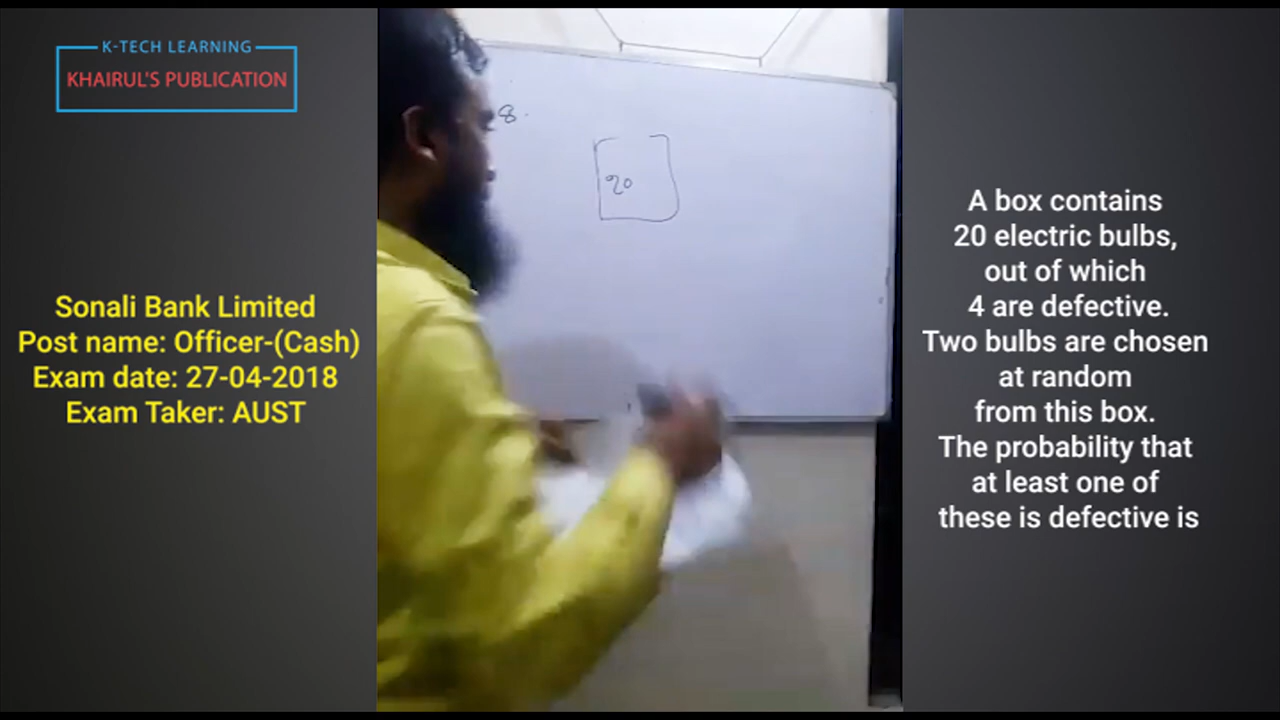 K-TECH LEARNING
KHAIRUL'S PUBLICATION
Sonali Bank Limited
Post name: Officer-(Cash)
Exam date: 27-04-2018
Exam Taker: AUST
8.
20
A box contains
20 electric bulbs,
out of which
4 are defective.
Two bulbs are chosen
at random
from this box.
The probability that
at least one of
these is defective is